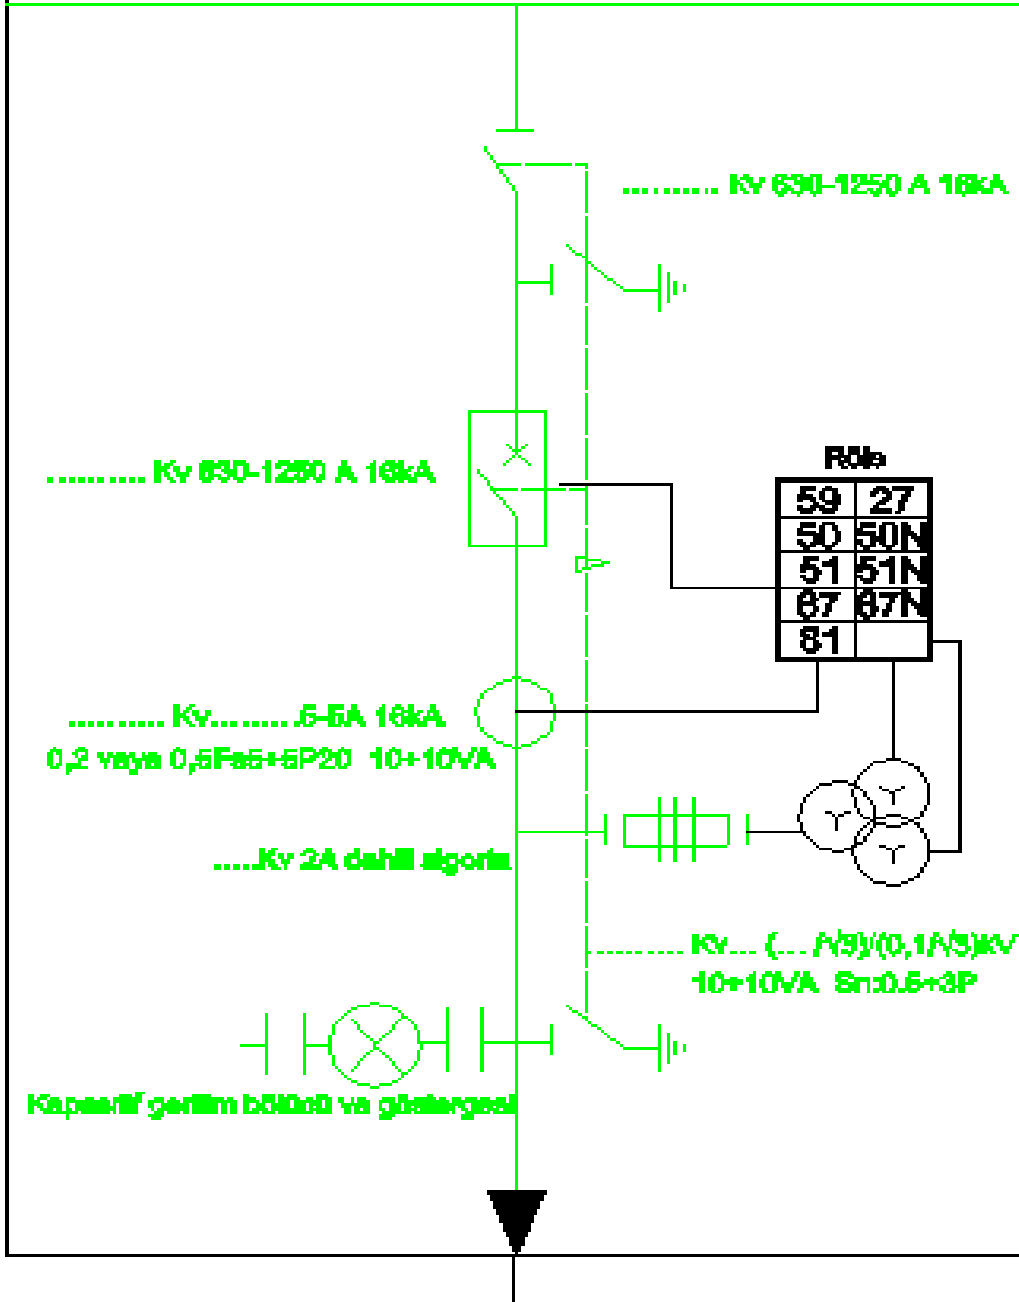 .......... Kv 630-1250 A 16kA
.......... Kv 630-1250 A 16kA
Röle
59 27
50 50N
51 51N
67 67N
81
.......... Kv.........5-5A 16kA
0,2 veya 0,5Fs5+5P20 10+10VA
.....Kv 2A dahili sigorta
Kv.... (.... /√3)/(0,1/√3)kV
10+10VA Sn:0.5+3P
Kapasitif gerilim bölücü ve göstergesi